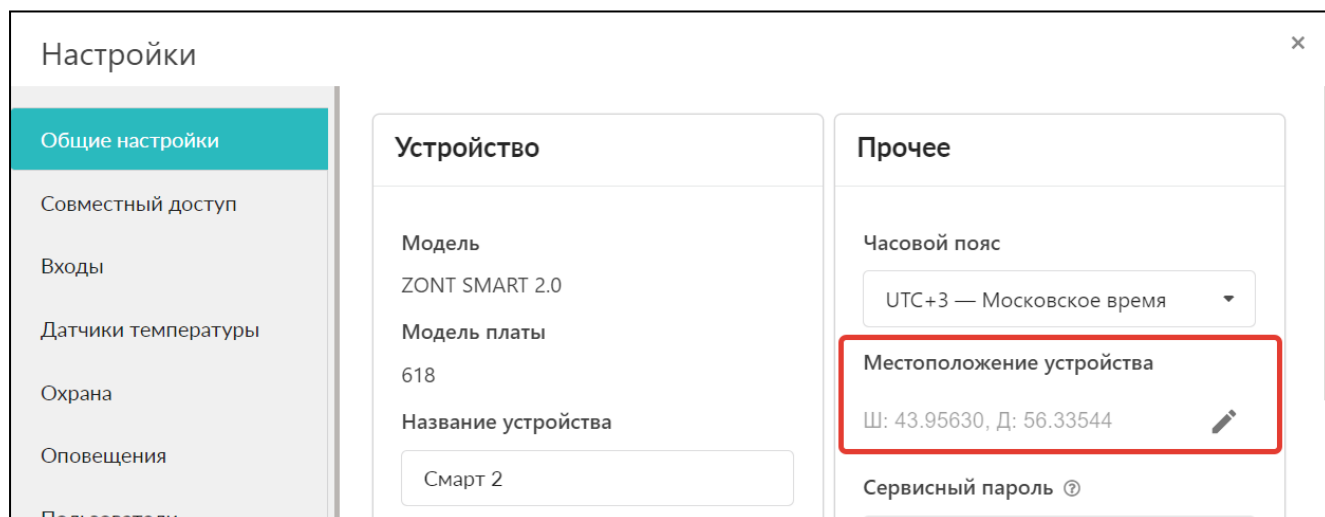 Настройки
×
Общие настройки
Совместный доступ
Входы
Датчики температуры
Охрана
Оповещения
Устройство
Модель
ZONT SMART 2.0
Модель платы
618
Название устройства
Смарт 2
Прочее
Часовой пояс
UTC+3 — Московское время
Местоположение устройства
Ш: 43.95630, Д: 56.33544
Сервисный пароль ?